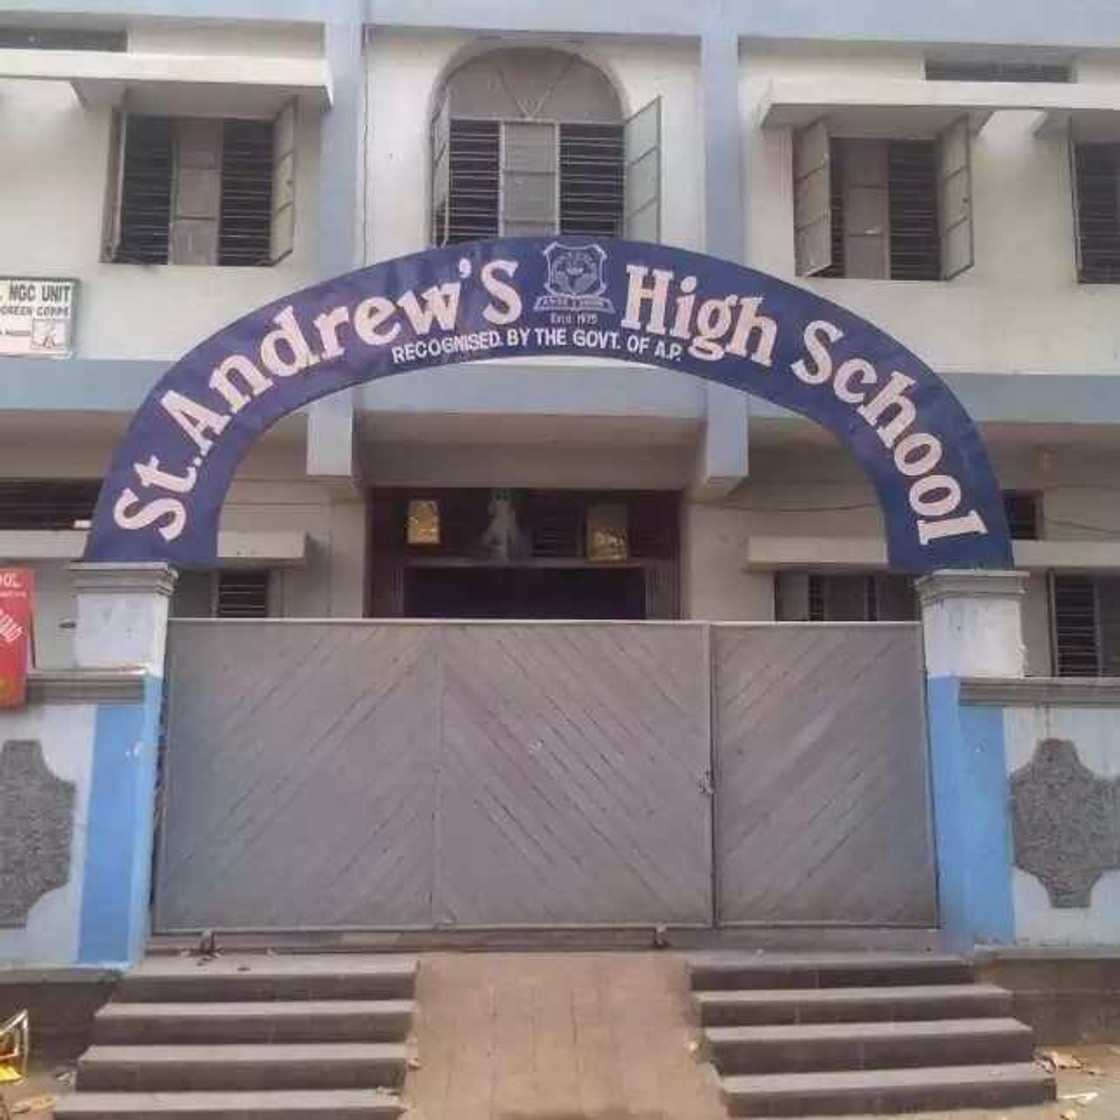 St. Andrew'S High School
Estd 1975
RECOGNISED. BY THE GOVT. OF A.P.
NGC UNIT
GREEN CORPS